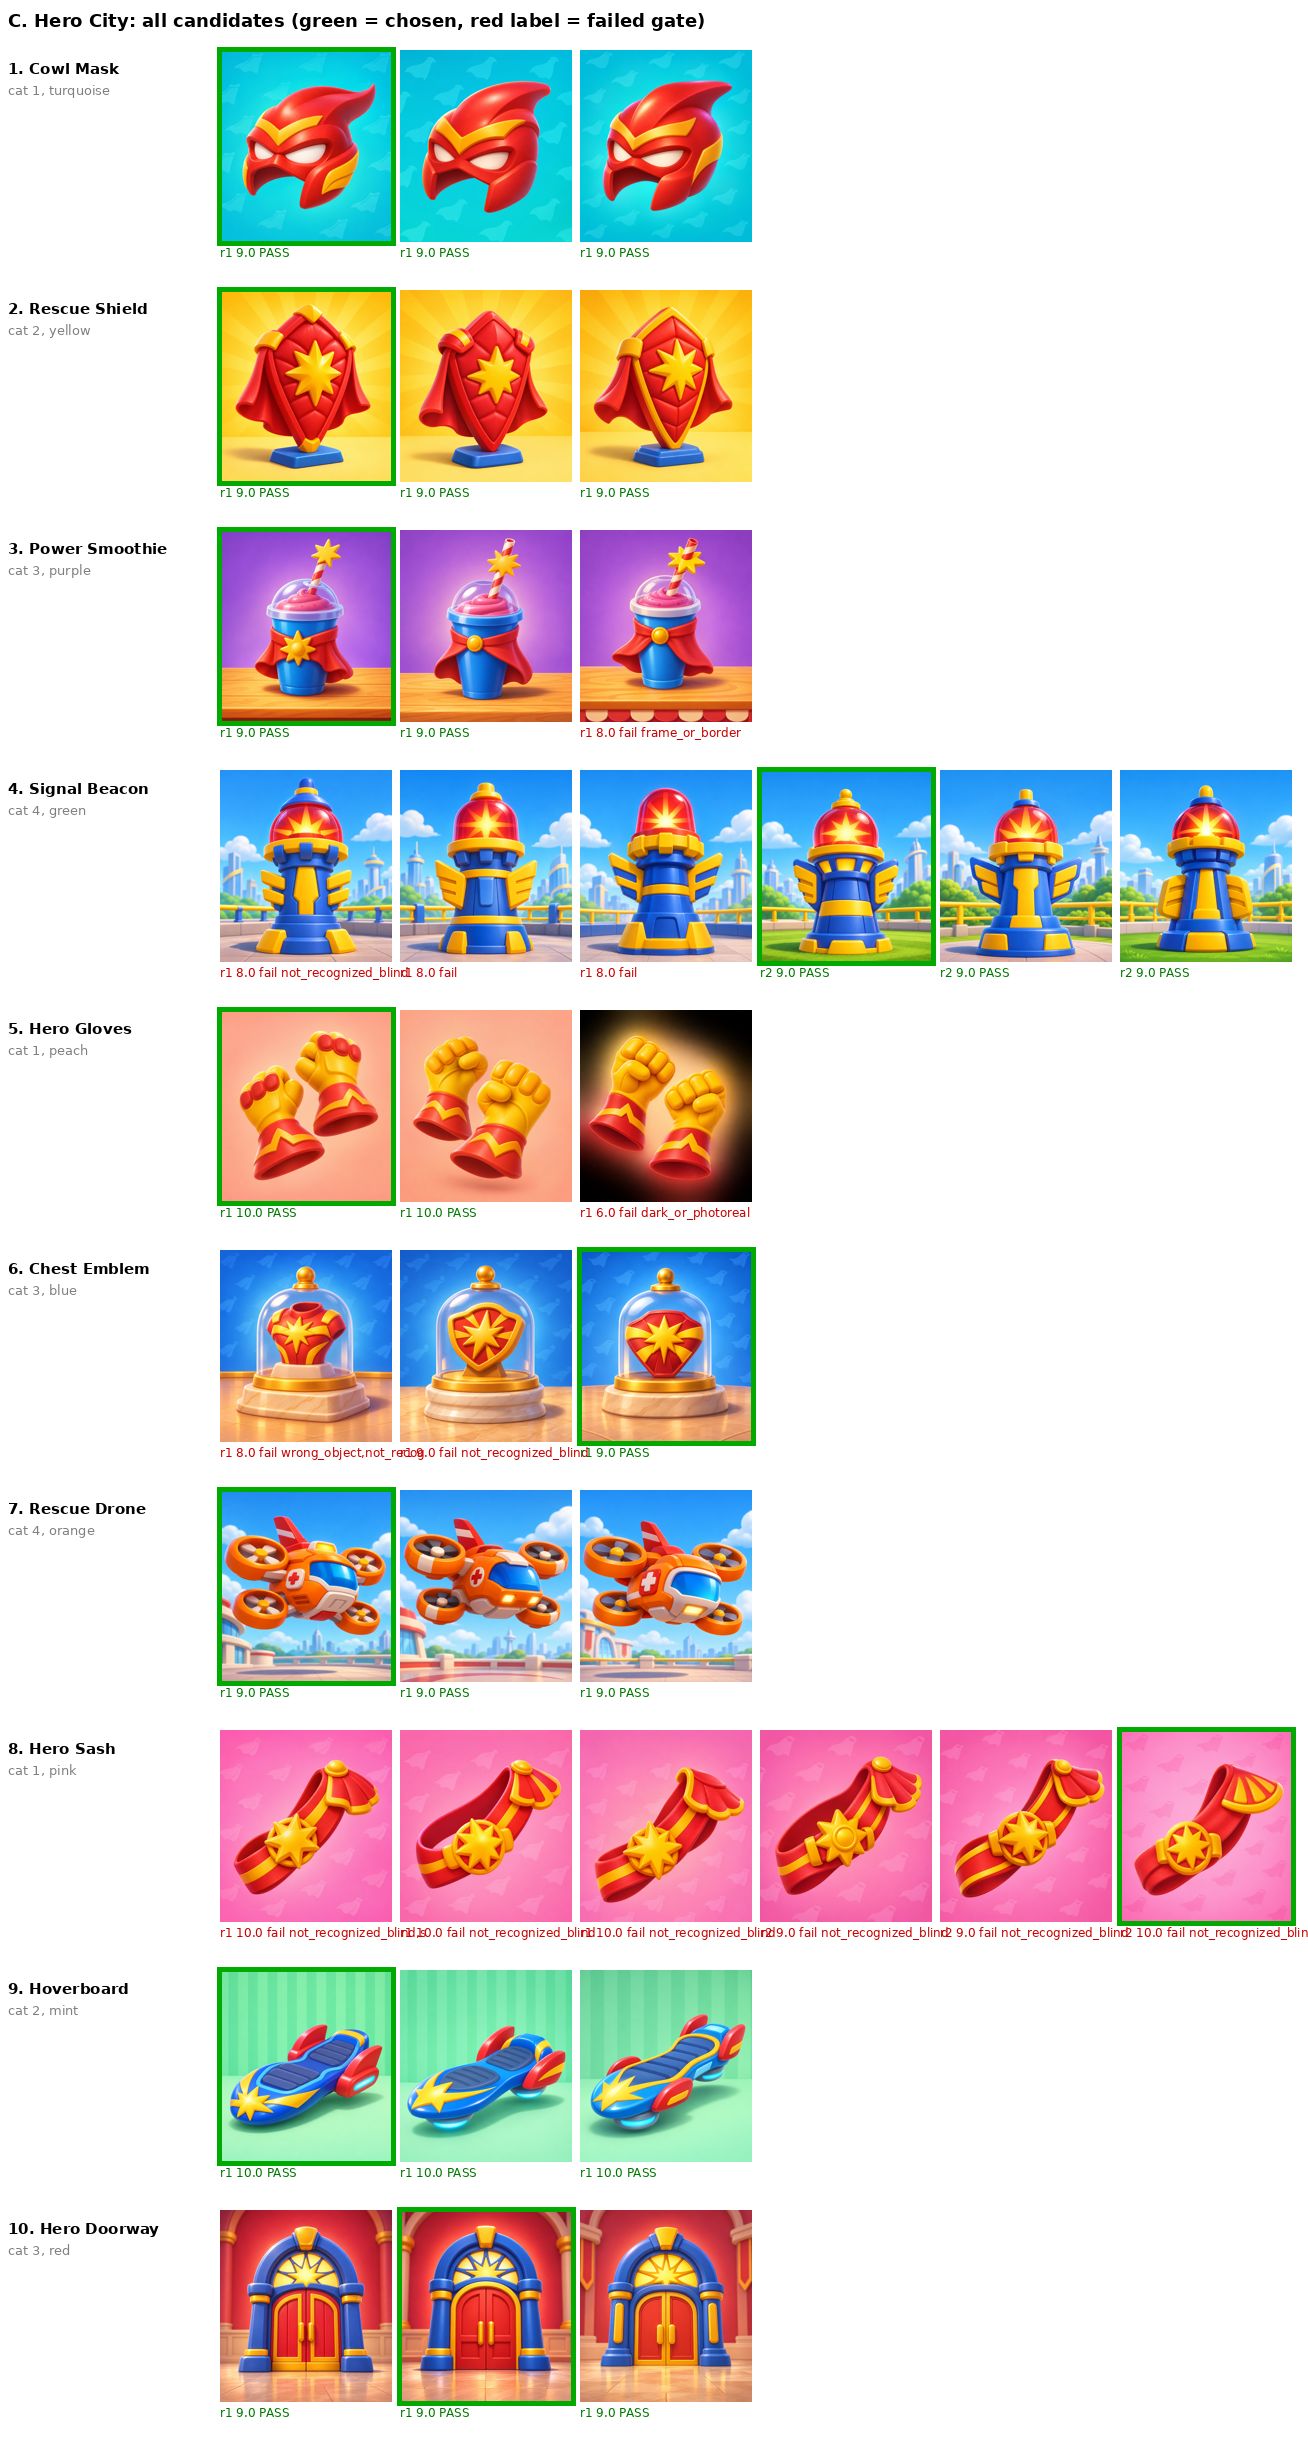 C. Hero City: all candidates (green = chosen, red label = failed gate)
1. Cowl Mask
cat 1, turquoise
r1 9.0 PASS r1 9.0 PASS r1 9.0 PASS
2. Rescue Shield
cat 2, yellow
r1 9.0 PASS r1 9.0 PASS r1 9.0 PASS
3. Power Smoothie
cat 3, purple
r1 9.0 PASS r1 9.0 PASS r1 8.0 fail frame_or_border
4. Signal Beacon
cat 4, green
r1 8.0 fail not_recognized_blind r1 8.0 fail r1 8.0 fail r2 9.0 PASS r2 9.0 PASS r2 9.0 PASS
5. Hero Gloves
cat 1, peach
r1 10.0 PASS r1 10.0 PASS r1 6.0 fail dark_or_photoreal
6. Chest Emblem
cat 3, blue
r1 8.0 fail wrong_object,not_recog r1 9.0 fail not_recognized_blind r1 9.0 PASS
7. Rescue Drone
cat 4, orange
r1 9.0 PASS r1 9.0 PASS r1 9.0 PASS
8. Hero Sash
cat 1, pink
r1 10.0 fail not_recognized_blind r1 10.0 fail not_recognized_blind r1 10.0 fail not_recognized_blind r2 9.0 fail not_recognized_blind r2 9.0 fail not_recognized_blind r2 10.0 fail not_recognized_blin
9. Hoverboard
cat 2, mint
r1 10.0 PASS r1 10.0 PASS r1 10.0 PASS
10. Hero Doorway
cat 3, red
r1 9.0 PASS r1 9.0 PASS r1 9.0 PASS